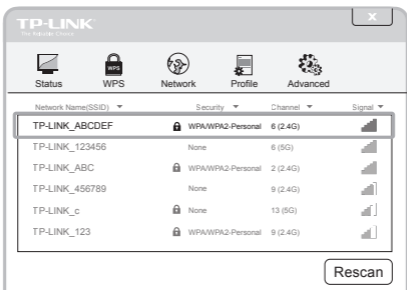 TP-LINK
The Reliable Choice
X
WPS
Status WPS Network Profile Advanced
Network Name(SSID) Security Channel Signal
TP-LINK_ABCDEF WPA/WPA2-Personal 6 (2.4G)
TP-LINK_123456 None 6 (5G)
TP-LINK_ABC WPA/WPA2-Personal 2 (2.4G)
TP-LINK_456789 None 9 (2.4G)
TP-LINK_c None 13 (5G)
TP-LINK_123 WPA/WPA2-Personal 9 (2.4G)
Rescan